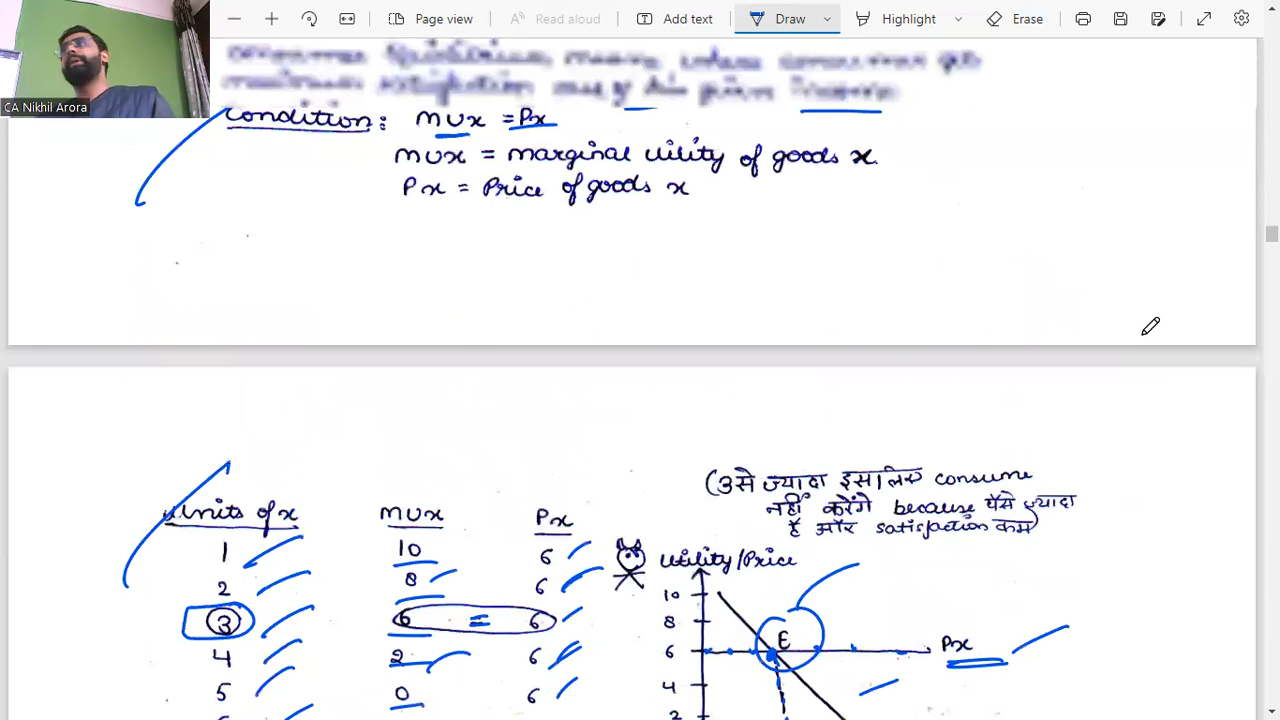 Page view
Read aloud
Add text
Draw
Highlight
Erase
CA Nikhil Arora
Condition: MUx = Px
MUx = marginal uility of goods x.
Px = Price of goods x
(3 से ज्यादा इसलिए consume
नहीं करेंगे because पैसे ज्यादा
है और satisfaction कम)
Units of x MUx Px
1 10 6
2 8 6
3 6 = 6
4 2 6
5 0 6
Utility/Price
10
8
6
4
2
E
Px